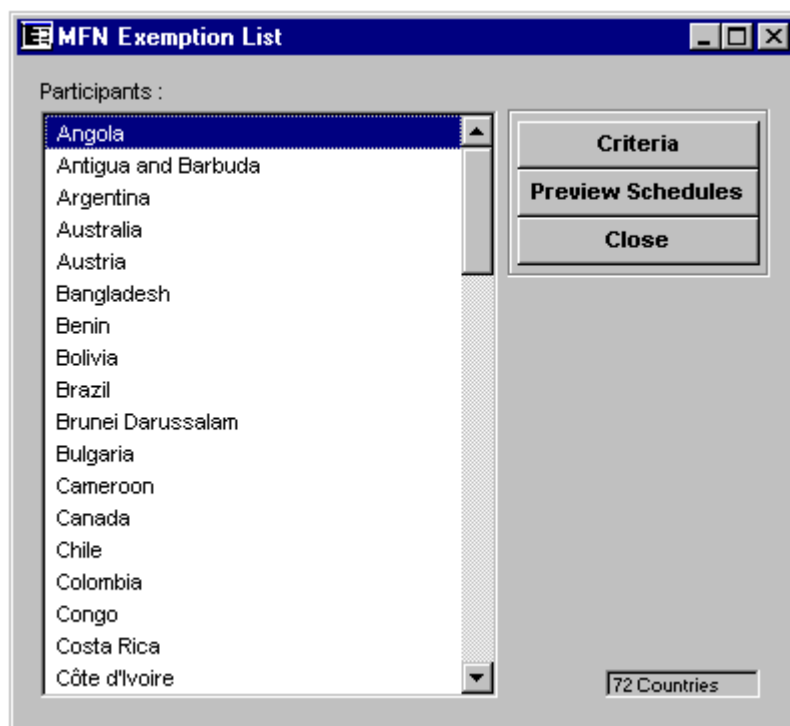 MFN Exemption List
Participants :
Angola
Antigua and Barbuda
Argentina
Australia
Austria
Bangladesh
Benin
Bolivia
Brazil
Brunei Darussalam
Bulgaria
Cameroon
Canada
Chile
Colombia
Congo
Costa Rica
Côte d'Ivoire
Criteria
Preview Schedules
Close
72 Countries